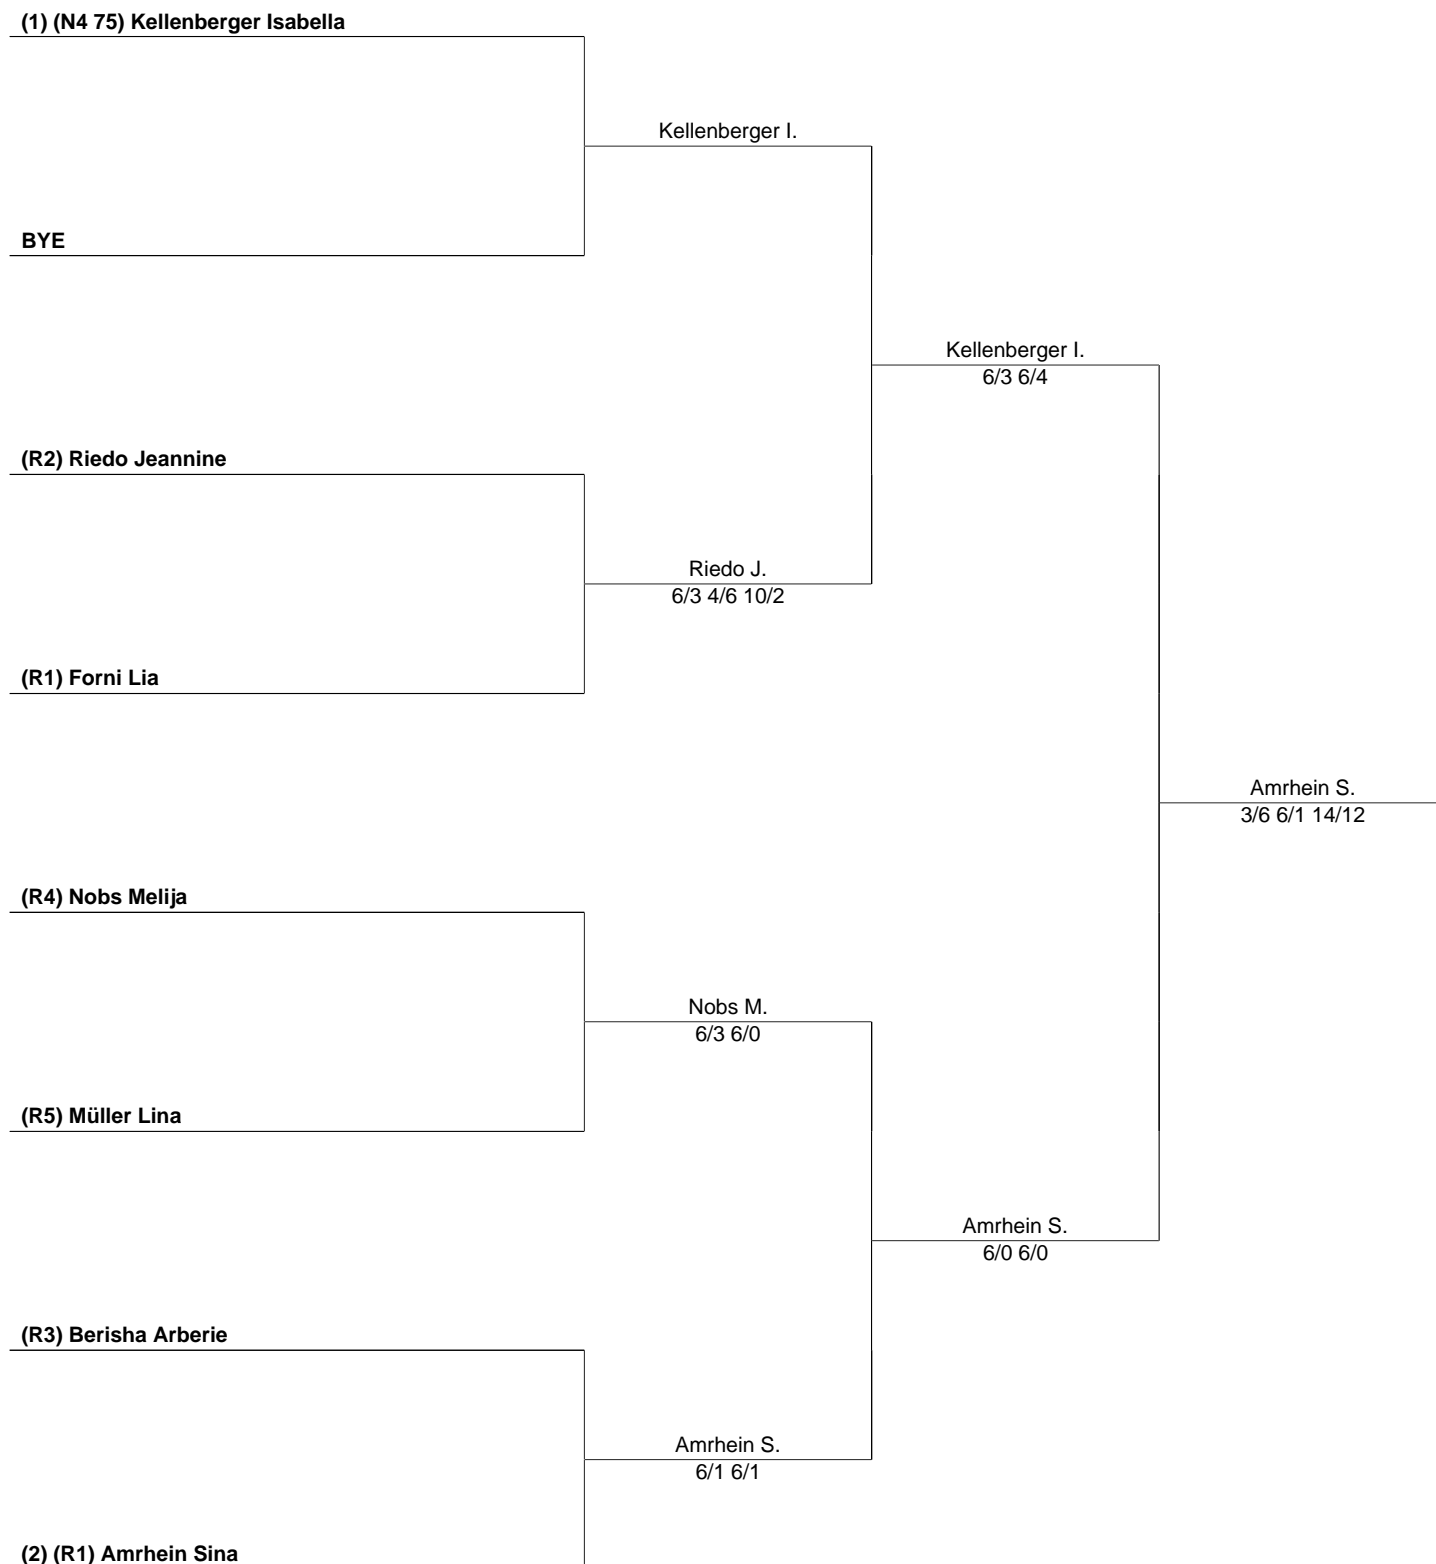 (1) (N4 75) Kellenberger Isabella
Kellenberger I.
BYE
Kellenberger I.
6/3 6/4
(R2) Riedo Jeannine
Riedo J.
6/3 4/6 10/2
(R1) Forni Lia
Amrhein S.
3/6 6/1 14/12
(R4) Nobs Melija
Nobs M.
6/3 6/0
(R5) Müller Lina
Amrhein S.
6/0 6/0
(R3) Berisha Arberie
Amrhein S.
6/1 6/1
(2) (R1) Amrhein Sina